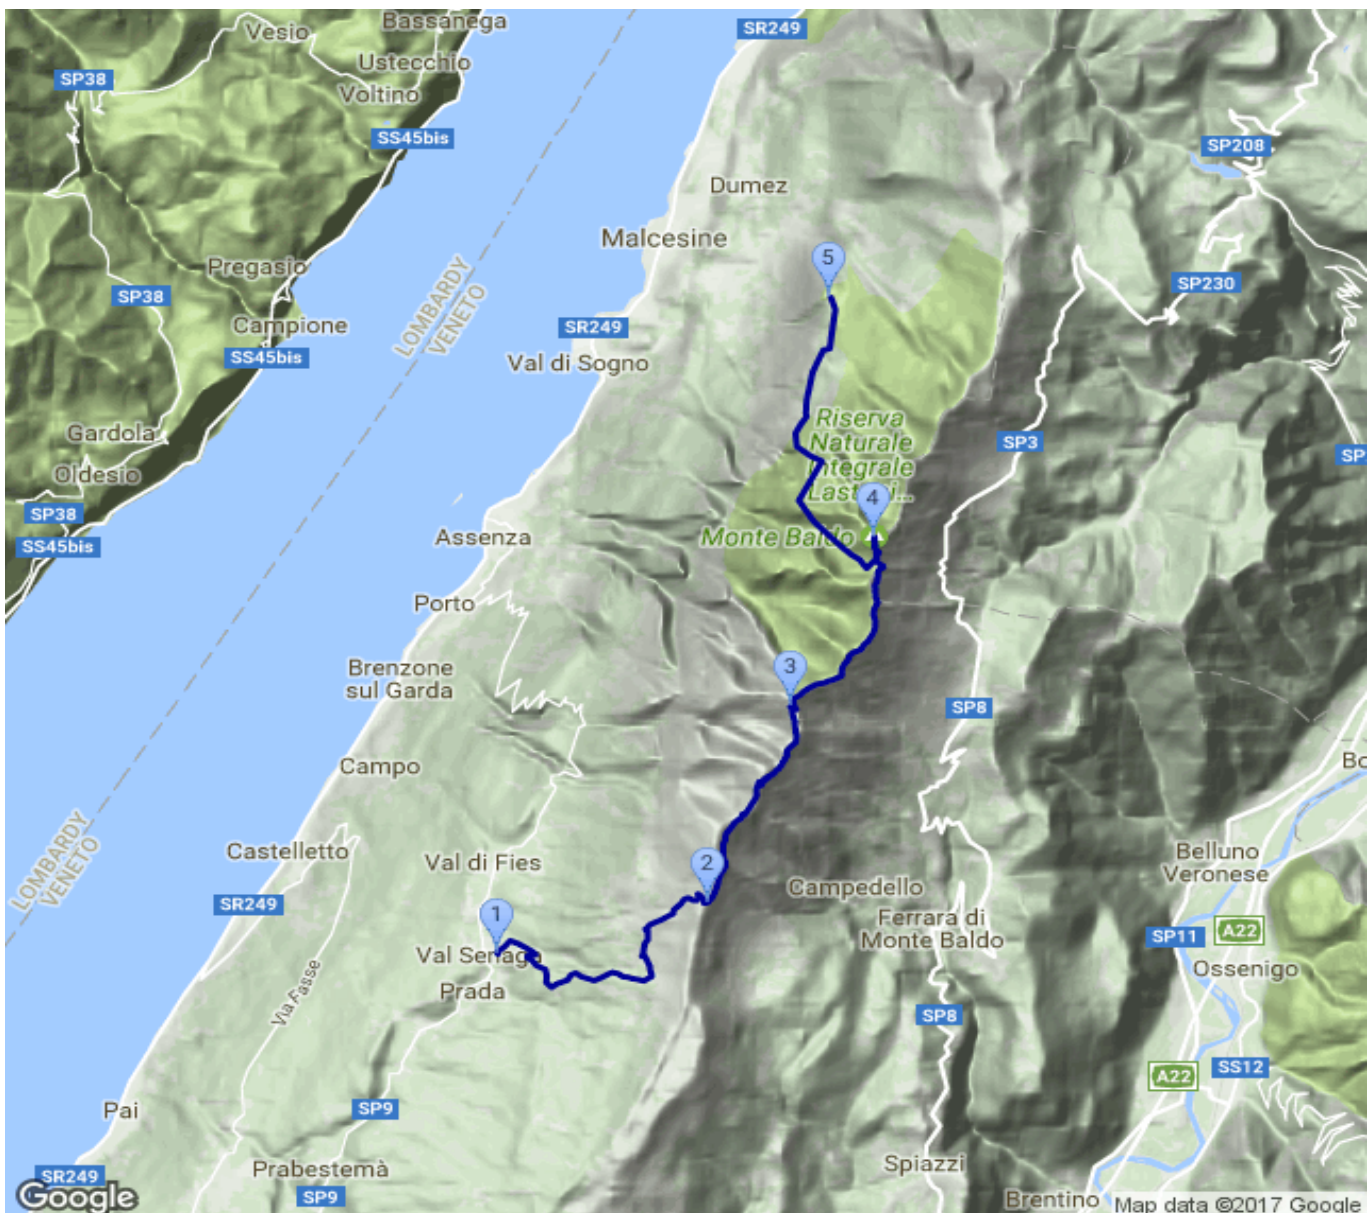 Bassanega
Vesio
SR249
Ustecchio
SP38
Voltino
SS45bis
SP208
Dumez
Malcesine
Pregasio
LOMBARDY
VENETO
5
SP230
SP38
Campione
SR249
SS45bis
Val di Sogno
Riserva
Naturale
Integrale
Gardola
SP3
SP
Oldesio
4
SP38
Monte Baldo
Assenza
SS45bis
Porto
3
Brenzone
sul Garda
SP8
Campo
Bo
LOMBARDY
VENETO
Castelletto
Val di Fies
2
Belluno
Veronese
Campedello
SR249
1
Ferrara di
Monte Baldo
SP11
A22
Val Senaga
Ossenigo
Prada
Via Fasse
SP8
SS12
A22
Pai
SP9
Spiazzi
Prabestemà
SR249
SP9
Brentino
Google
Map data ©2017 Google